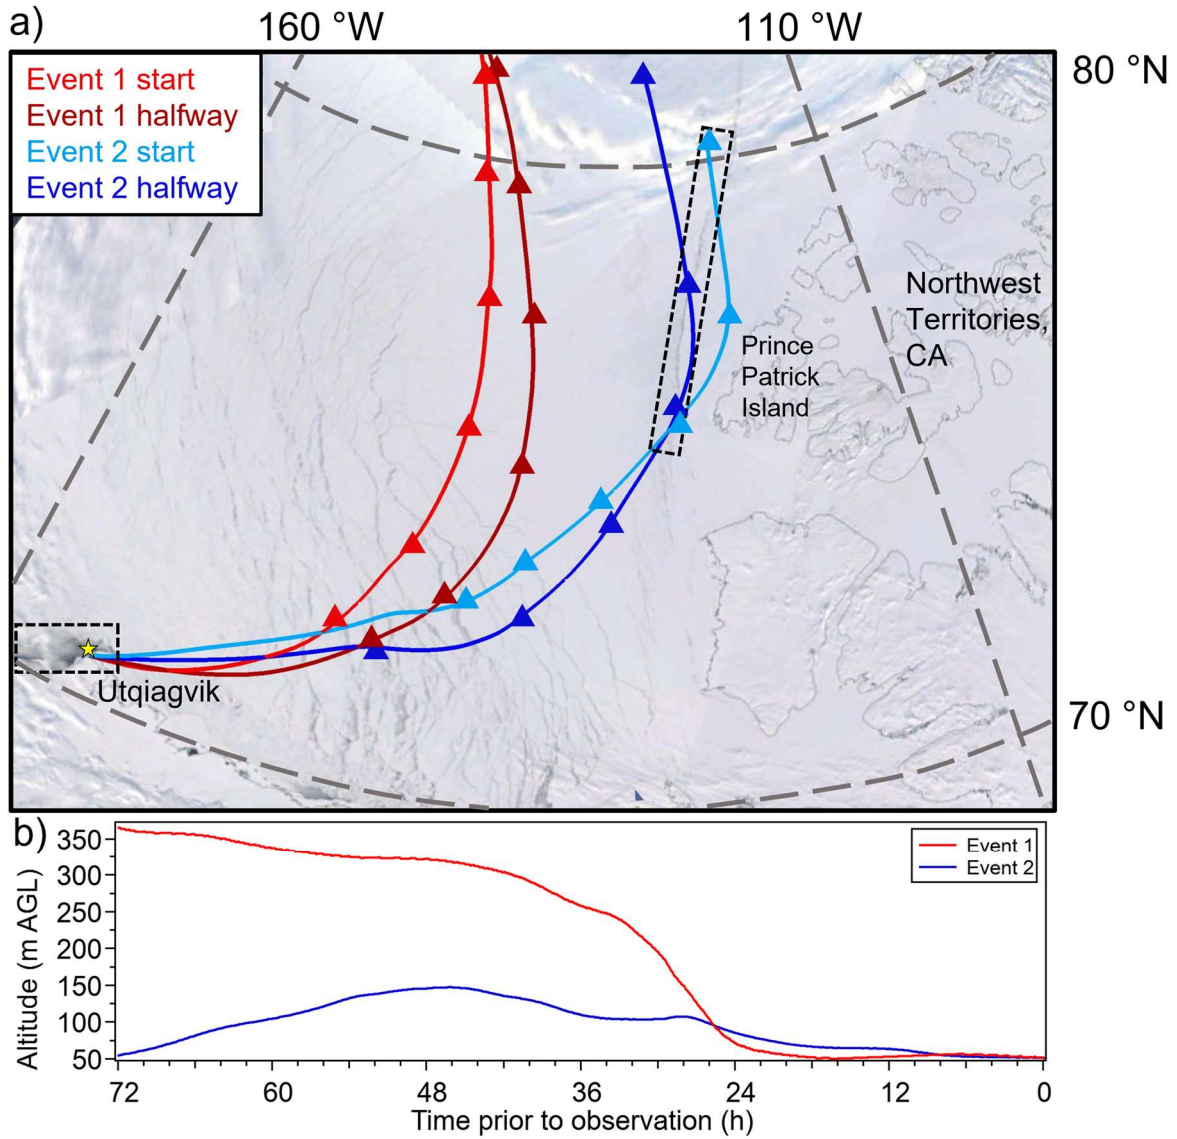 a)
160 °W
110 °W
80 °N
Event 1 start
Event 1 halfway
Event 2 start
Event 2 halfway
Northwest
Territories,
CA
Prince
Patrick
Island
Utqiagvik
70 °N
b)
Altitude (m AGL)
350
300
250
200
150
100
50
Event 1
Event 2
72
60
48
36
24
12
0
Time prior to observation (h)